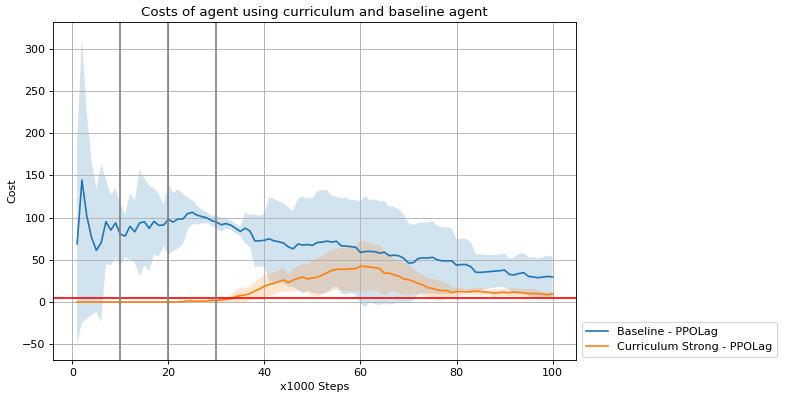 Costs of agent using curriculum and baseline agent
Cost
300
250
200
150
100
50
0
−50
0 20 40 60 80 100
x1000 Steps
Baseline - PPOLag
Curriculum Strong - PPOLag